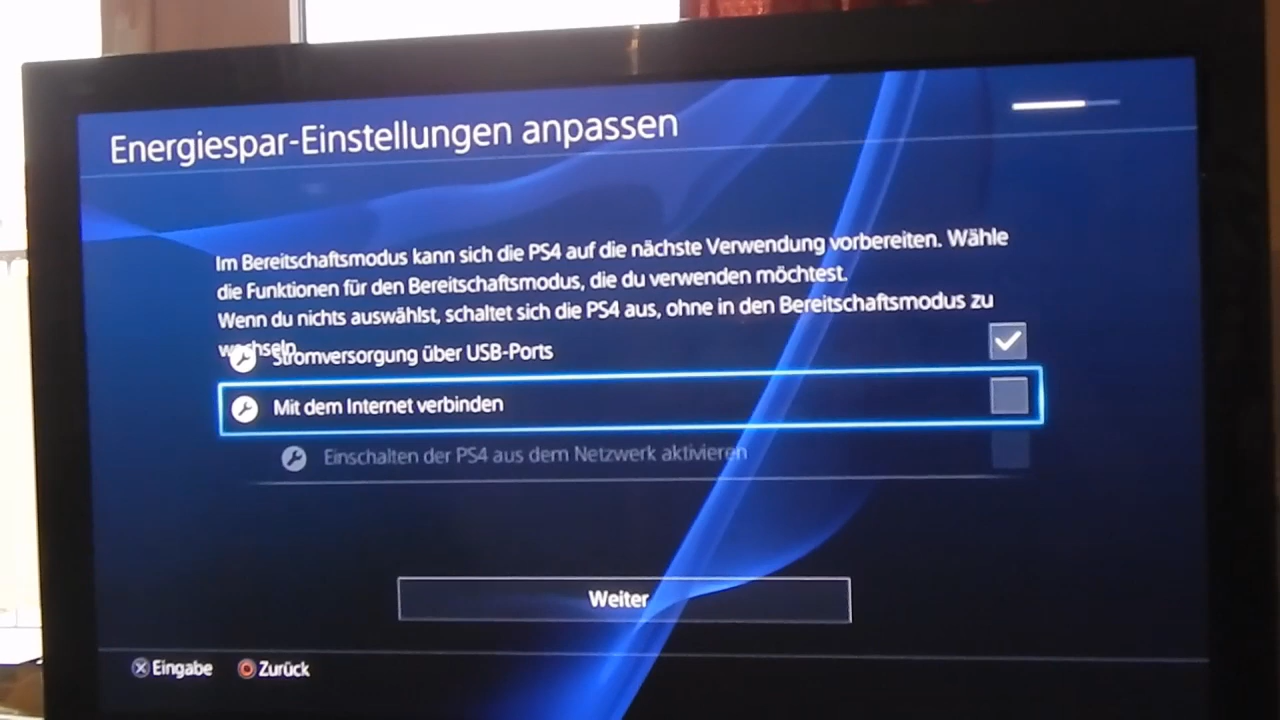 Energiespar-Einstellungen anpassen
Im Bereitschaftsmodus kann sich die PS4 auf die nächste Verwendung vorbereiten. Wähle
die Funktionen für den Bereitschaftsmodus, die du verwenden möchtest.
Wenn du nichts auswählst, schaltet sich die PS4 aus, ohne in den Bereitschaftsmodus zu
wechseln.
Stromversorgung über USB-Ports
Mit dem Internet verbinden
Einschalten der PS4 aus dem Netzwerk aktivieren
Weiter
Eingabe Zurück